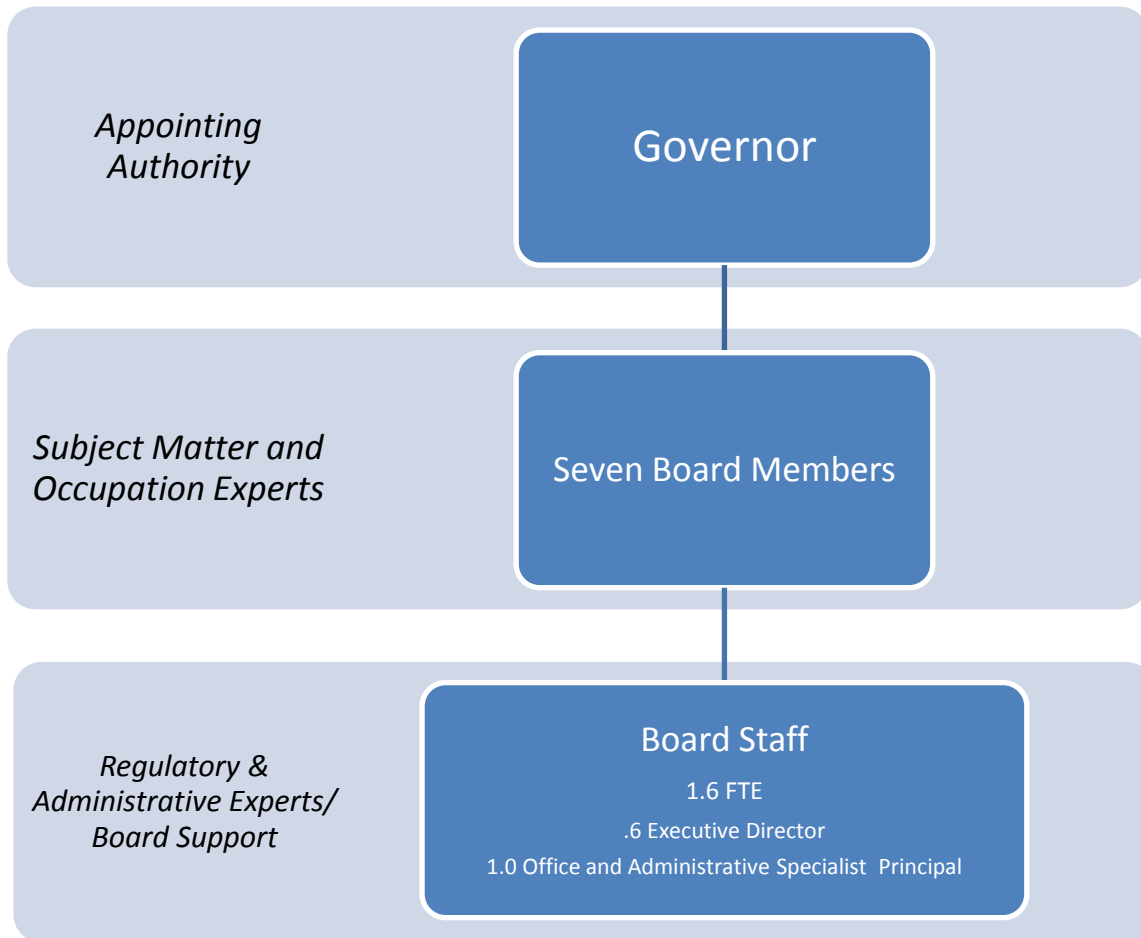 Appointing
Authority
Governor
Subject Matter and
Occupation Experts
Seven Board Members
Regulatory &
Administrative Experts/
Board Support
Board Staff
1.6 FTE
.6 Executive Director
1.0 Office and Administrative Specialist  Principal